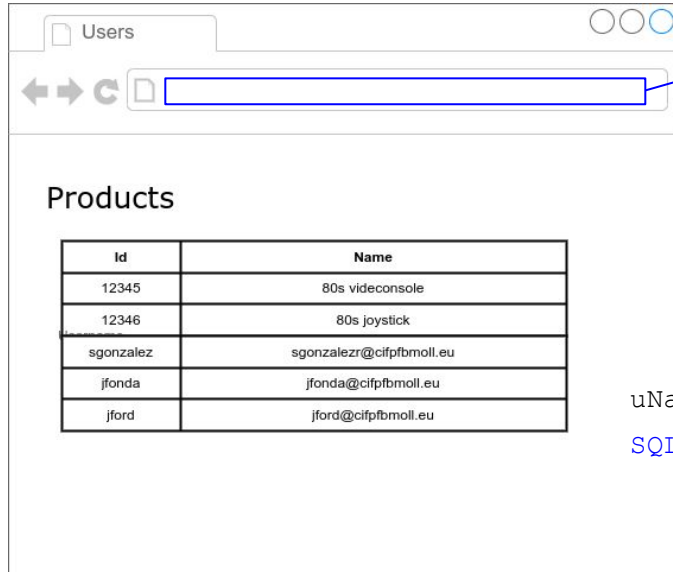 Users
Products
Id Name
12345 80s videconsole
12346 80s joystick
sgonzalez sgonzalezr@cifpfbmoll.eu
jfonda jfonda@cifpfbmoll.eu
jford jford@cifpfbmoll.eu